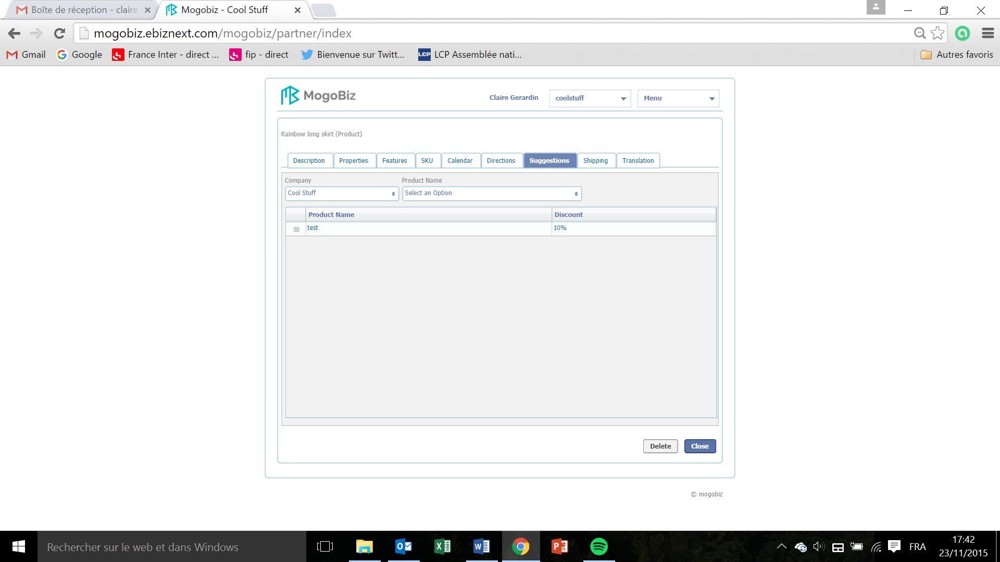 Boîte de réception - claire
Mogobiz - Cool Stuff
mogobiz.ebiznext.com/mogobiz/partner/index
Gmail
Google
France Inter - direct ...
fip - direct
Bienvenue sur Twitt...
LCP
LCP Assemblée nati...
Autres favoris
MogoBiz
Claire Gerardin
coolstuff
Menu
Rainbow long skirt (Product)
Description
Properties
Features
SKU
Calendar
Directions
Suggestions
Shipping
Translation
Company
Product Name
Cool Stuff
Select an Option
Product Name
Discount
test
10%
Delete
Close
© mogobiz
Rechercher sur le web et dans Windows
FRA
17:42
23/11/2015